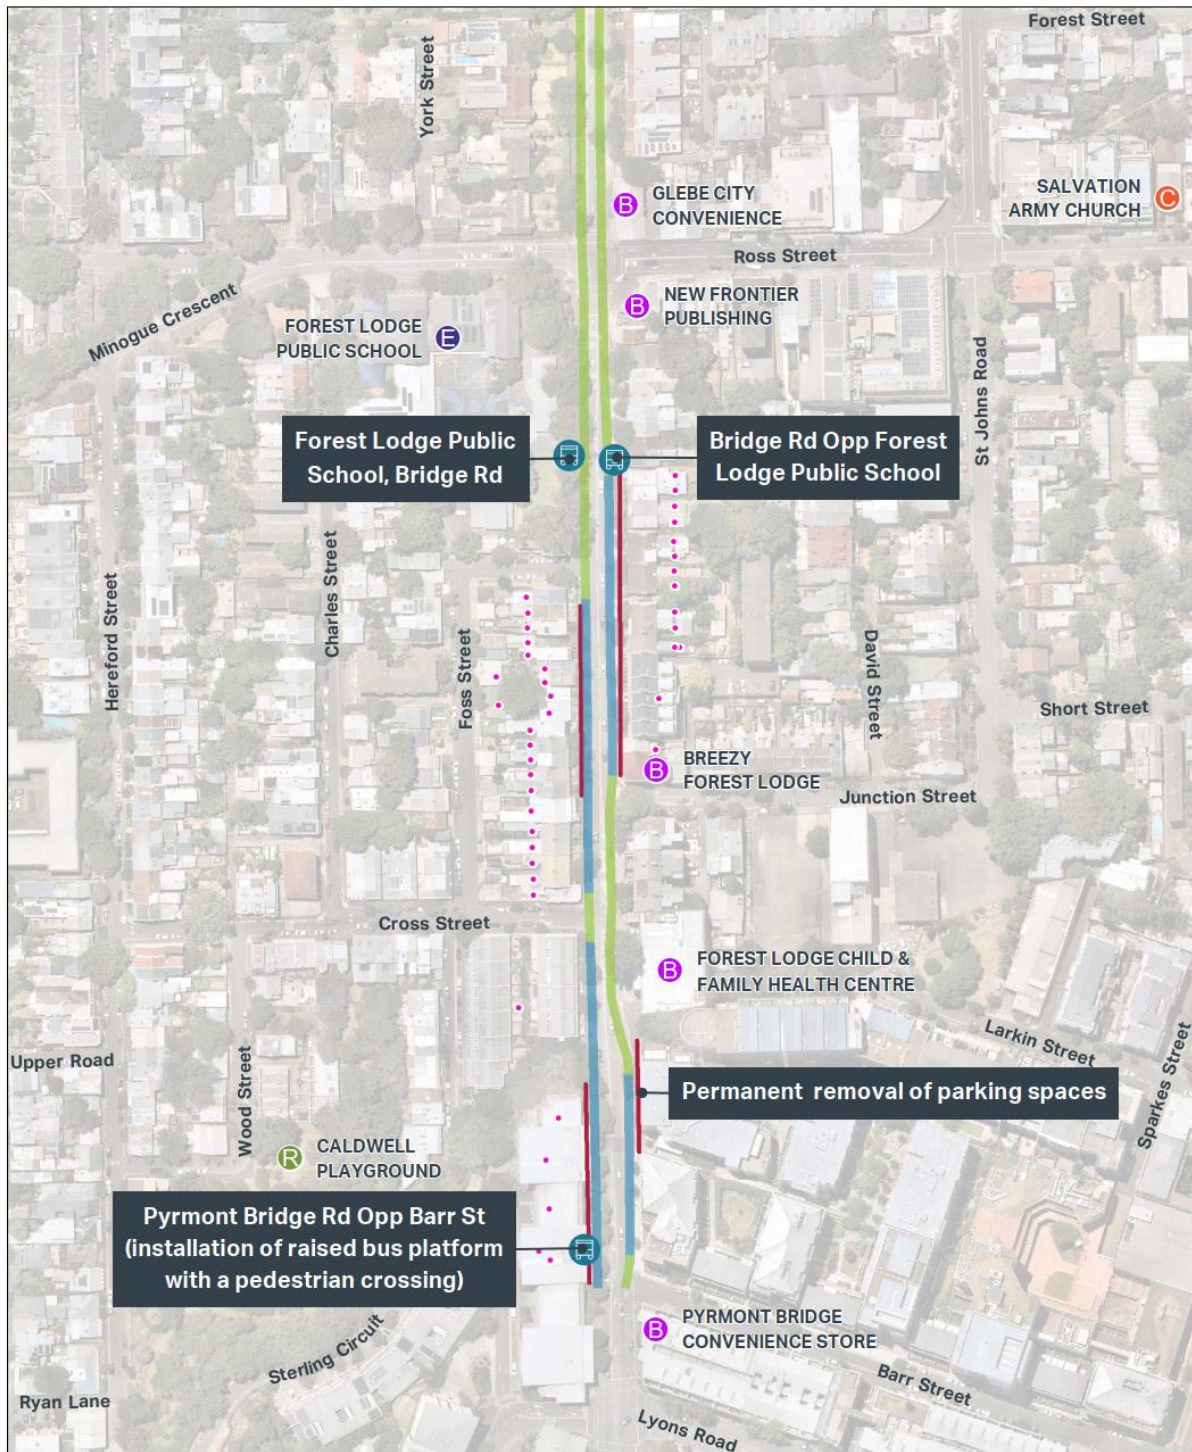 Forest Street
York Street
GLEBE CITY
CONVENIENCE
SALVATION
ARMY CHURCH
C
B
Ross Street
Minogue Crescent
NEW FRONTIER
PUBLISHING
B
FOREST LODGE
PUBLIC SCHOOL
E
St Johns Road
Forest Lodge Public
School, Bridge Rd
Bridge Rd Opp Forest
Lodge Public School
Hereford Street
Charles Street
Foss Street
David Street
Short Street
BREEZY
FOREST LODGE
B
Junction Street
Cross Street
FOREST LODGE CHILD &
FAMILY HEALTH CENTRE
B
Larkin Street
Sparkes Street
Upper Road
Wood Street
Permanent removal of parking spaces
CALDWELL
PLAYGROUND
R
Pyrmont Bridge Rd Opp Barr St
(installation of raised bus platform
with a pedestrian crossing)
PYRMONT BRIDGE
CONVENIENCE STORE
B
Sterling Circuit
Barr Street
Ryan Lane
Lyons Road